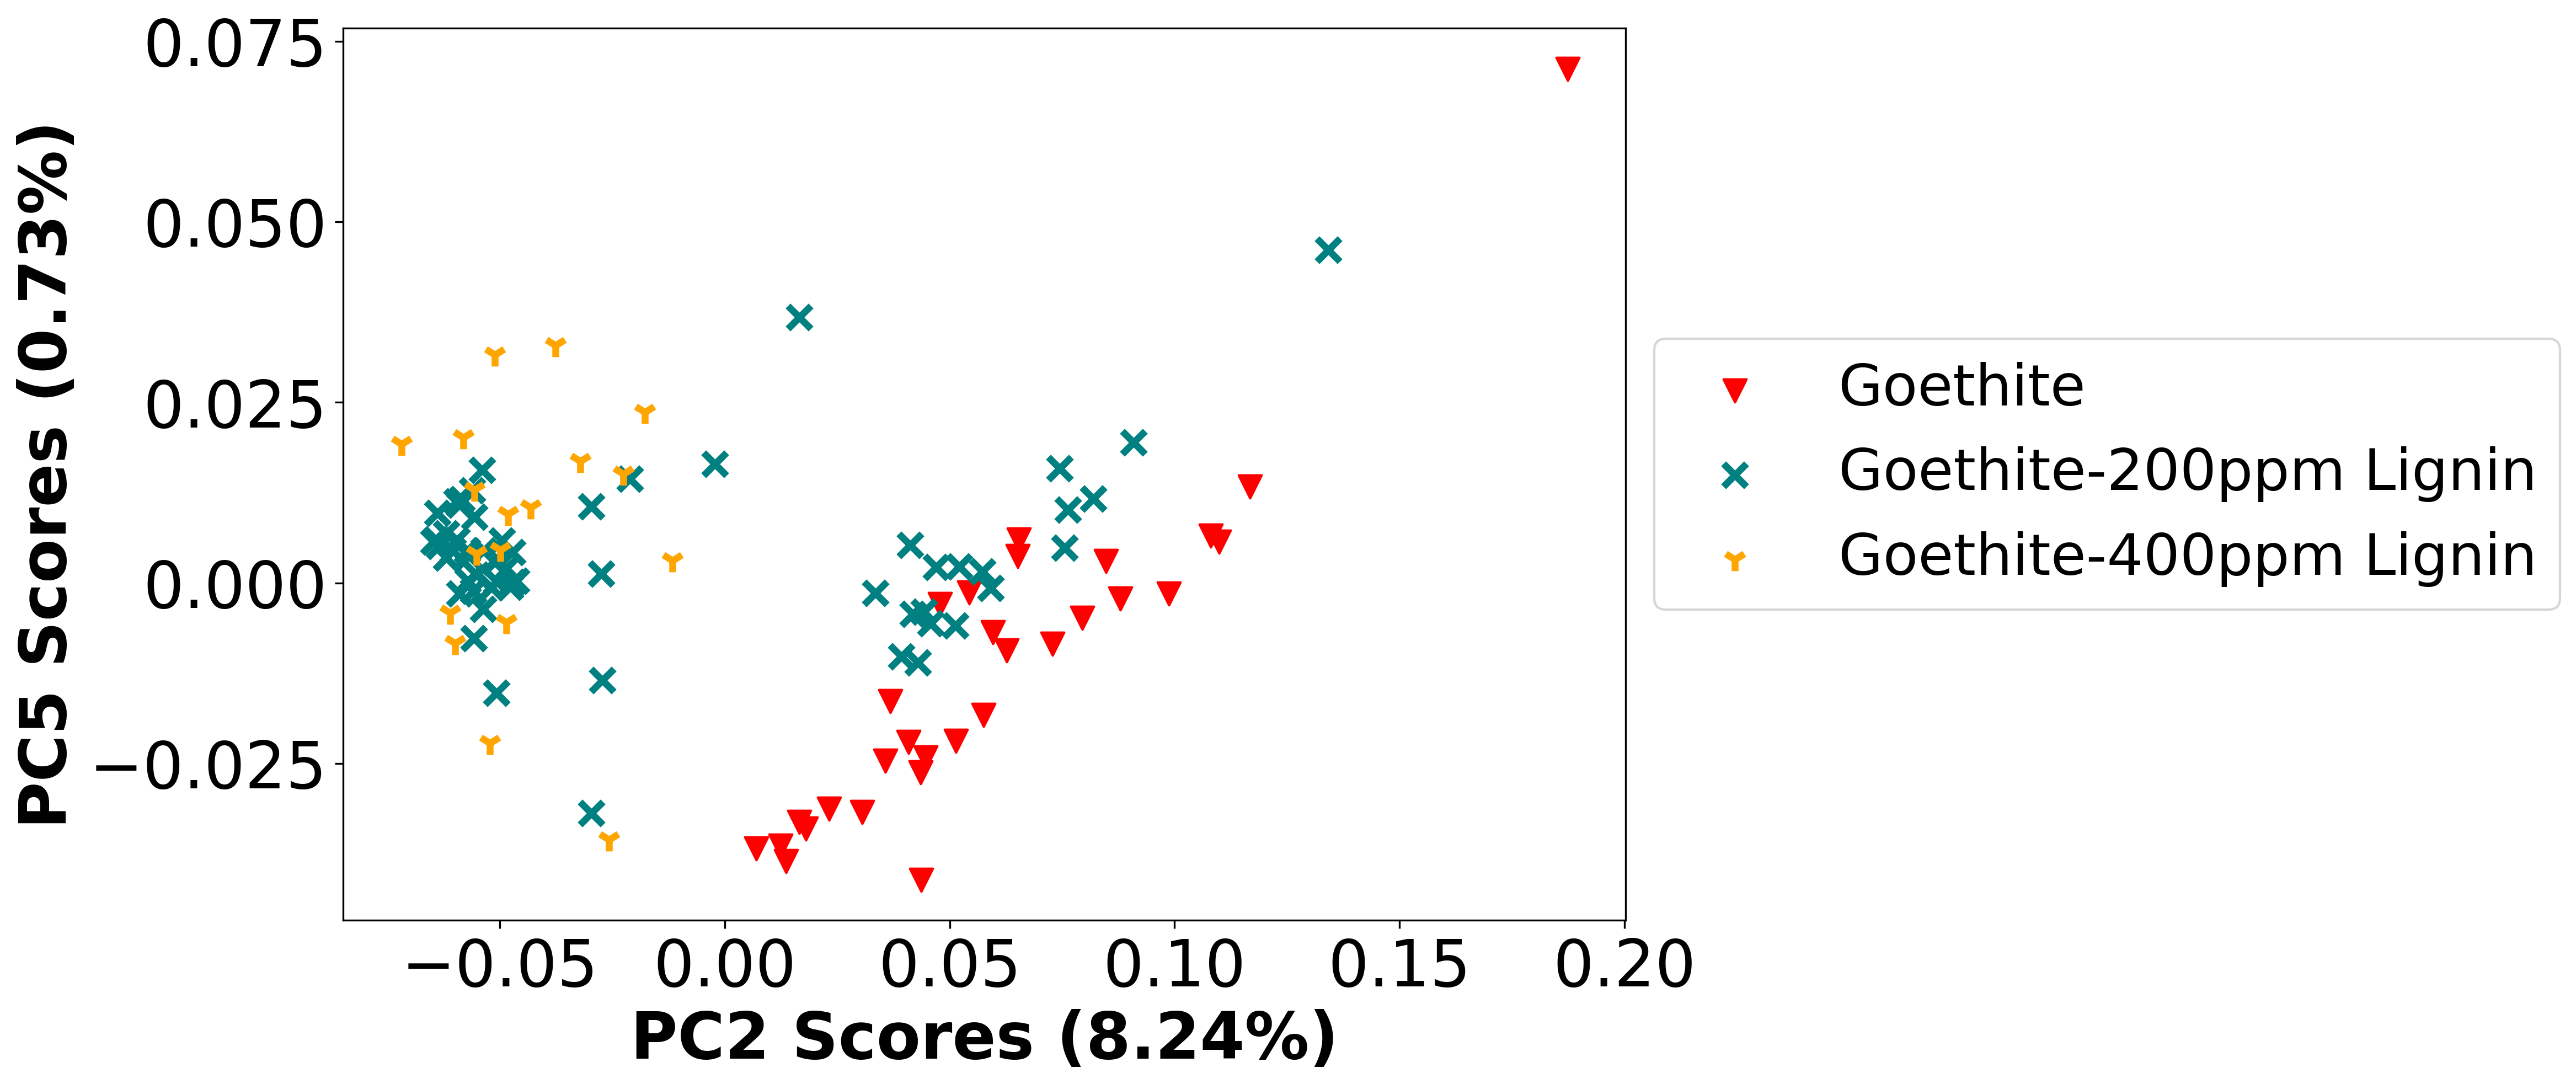 0.075
0.050
0.025
0.000
−0.025
PC5 Scores (0.73%)
−0.05
0.00
0.05
0.10
0.15
0.20
PC2 Scores (8.24%)
Goethite
Goethite-200ppm Lignin
Goethite-400ppm Lignin